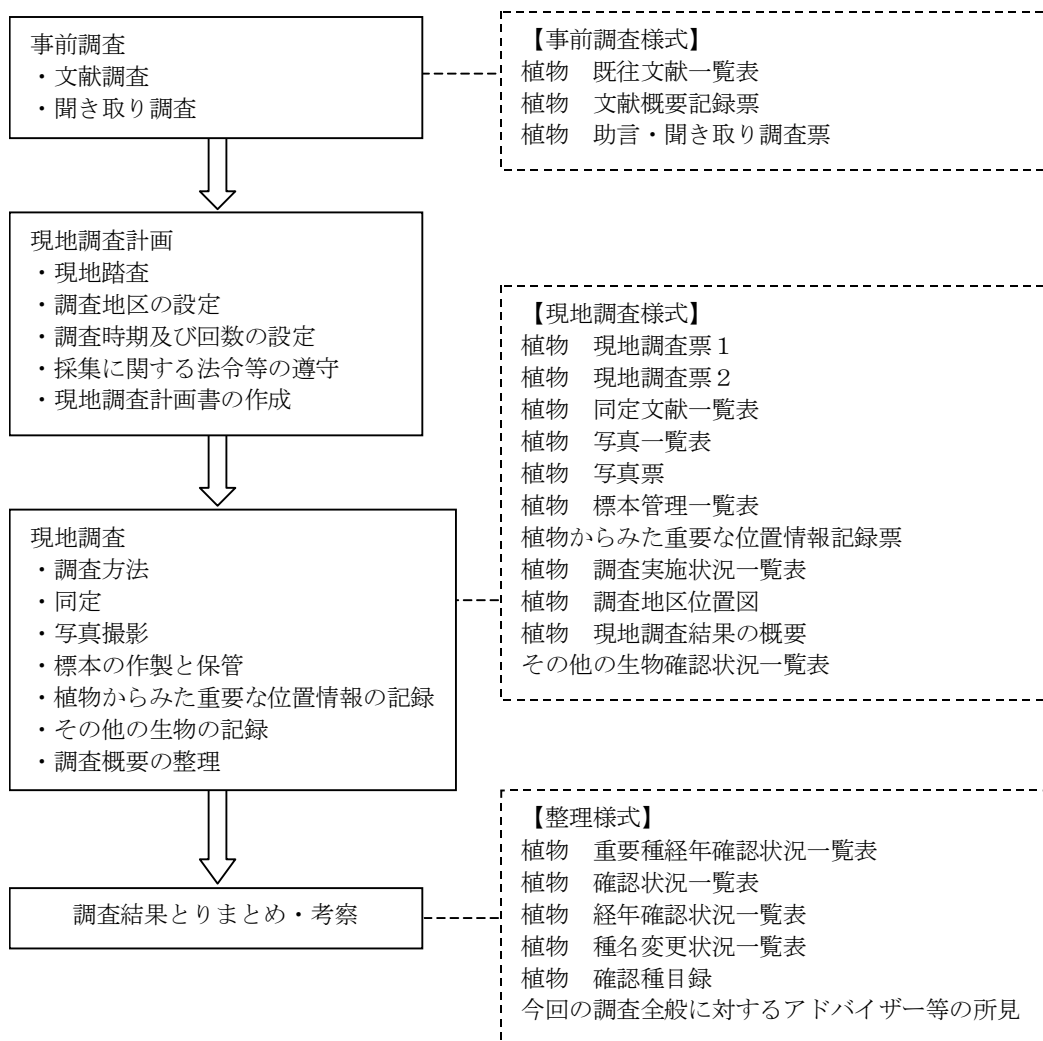 事前調査
・文献調査
・聞き取り調査
【事前調査様式】
植物　既往文献一覧表
植物　文献概要記録票
植物　助言・聞き取り調査票
現地調査計画
・現地踏査
・調査地区の設定
・調査時期及び回数の設定
・採集に関する法令等の遵守
・現地調査計画書の作成
現地調査
・調査方法
・同定
・写真撮影
・標本の作製と保管
・植物からみた重要な位置情報の記録
・その他の生物の記録
・調査概要の整理
【現地調査様式】
植物　現地調査票１
植物　現地調査票２
植物　同定文献一覧表
植物　写真一覧表
植物　写真票
植物　標本管理一覧表
植物からみた重要な位置情報記録票
植物　調査実施状況一覧表
植物　調査地区位置図
植物　現地調査結果の概要
その他の生物確認状況一覧表
調査結果とりまとめ・考察
【整理様式】
植物　重要種経年確認状況一覧表
植物　確認状況一覧表
植物　経年確認状況一覧表
植物　種名変更状況一覧表
植物　確認種目録
今回の調査全般に対するアドバイザー等の所見